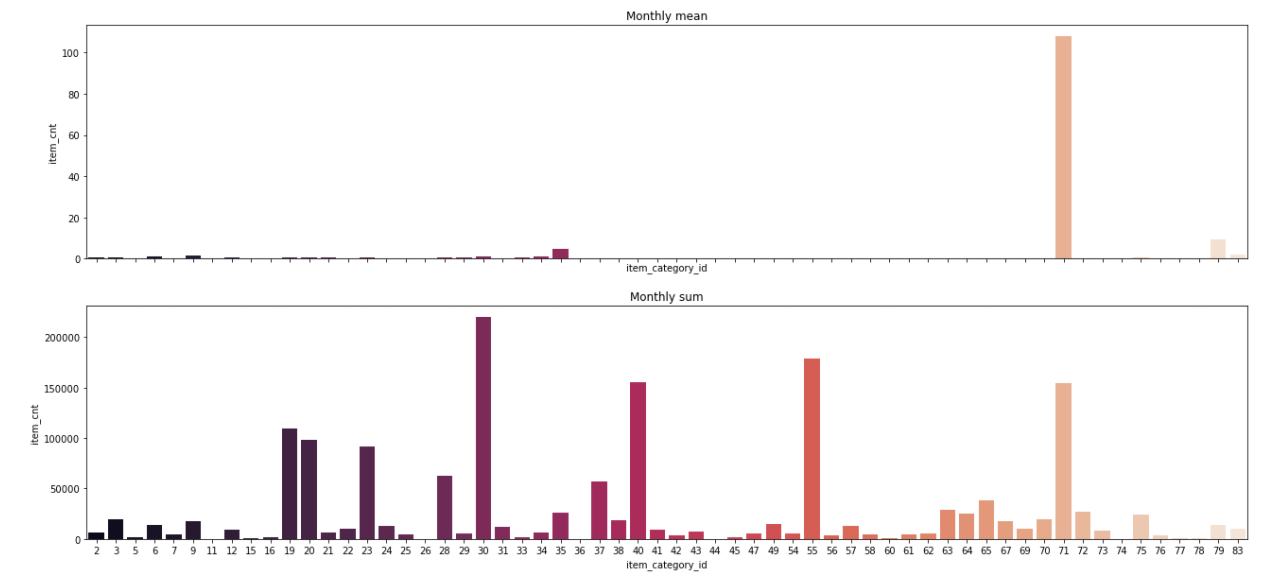 Monthly mean
100
80
60
40
20
0
item_cnt
item_category_id
Monthly sum
200000
150000
100000
50000
0
item_cnt
2 3 5 6 7 9 11 12 15 16 19 20 21 22 23 24 25 26 28 29 30 31 33 34 35 36 37 38 40 41 42 43 44 45 47 49 54 55 56 57 58 60 61 62 63 64 65 67 69 70 71 72 73 74 75 76 77 78 79 83
item_category_id